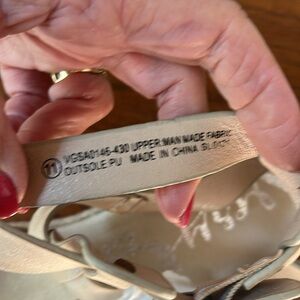 11 VGSA0146-430 UPPER:MAN MADE FABRIC
OUTSOLE PU MADE IN CHINA